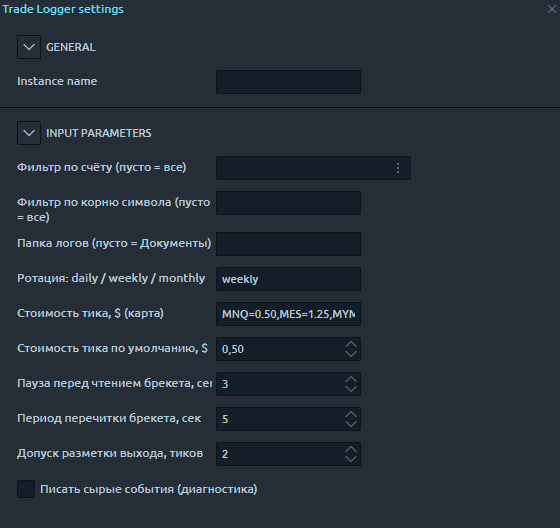 Trade Logger settings
GENERAL
Instance name
INPUT PARAMETERS
Фильтр по счёту (пусто = все)
Фильтр по корню символа (пусто
= все)
Папка логов (пусто = Документы)
Ротация: daily / weekly / monthly weekly
Стоимость тика, $ (карта) MNQ=0.50,MES=1.25,MYM
Стоимость тика по умолчанию, $ 0,50
Пауза перед чтением брекета, сек 3
Период перечитки брекета, сек 5
Допуск разметки выхода, тиков 2
Писать сырые события (диагностика)